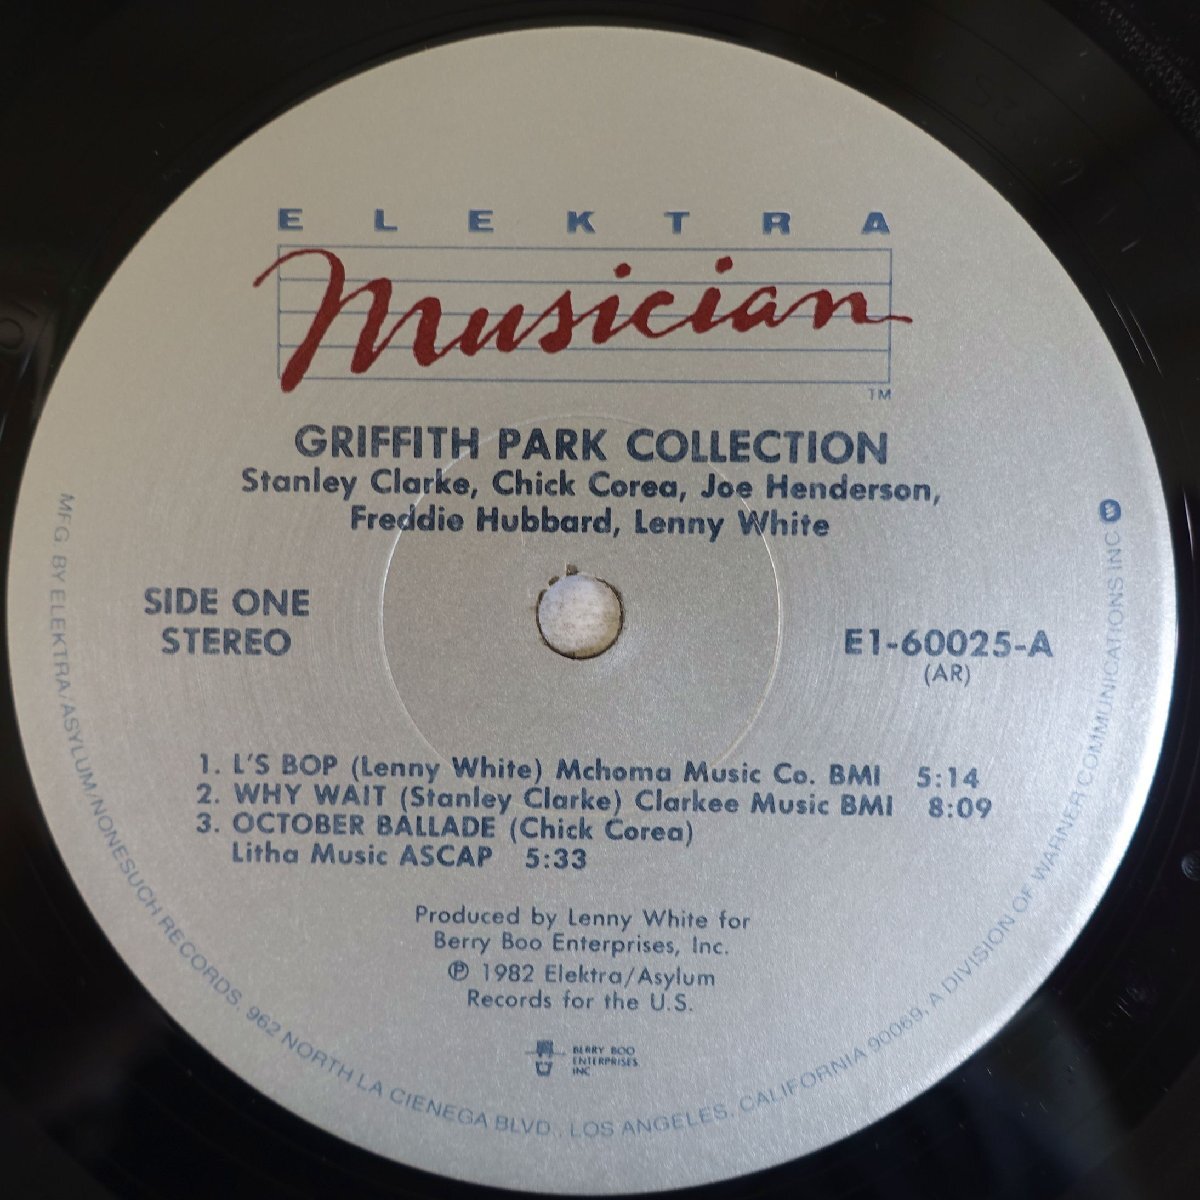 ELEKTRA
Musician
TM
GRIFFITH PARK COLLECTION
Stanley Clarke, Chick Corea, Joe Henderson,
Freddie Hubbard, Lenny White
SIDE ONE
STEREO
E1-60025-A
(AR)
1. L'S BOP (Lenny White) Mchoma Music Co. BMI 5:14
2. WHY WAIT (Stanley Clarke) Clarkee Music BMI 8:09
3. OCTOBER BALLADE (Chick Corea)
Litha Music ASCAP 5:33
Produced by Lenny White for
Berry Boo Enterprises, Inc.
℗ 1982 Elektra/Asylum
Records for the U.S.
BERRY BOO
ENTERPRISES
INC
MFG. BY ELEKTRA/ASYLUM/NONESUCH RECORDS, 962 NORTH LA CIENEGA BLVD., LOS ANGELES, CALIFORNIA 90069, A DIVISION OF WARNER COMMUNICATIONS INC. W